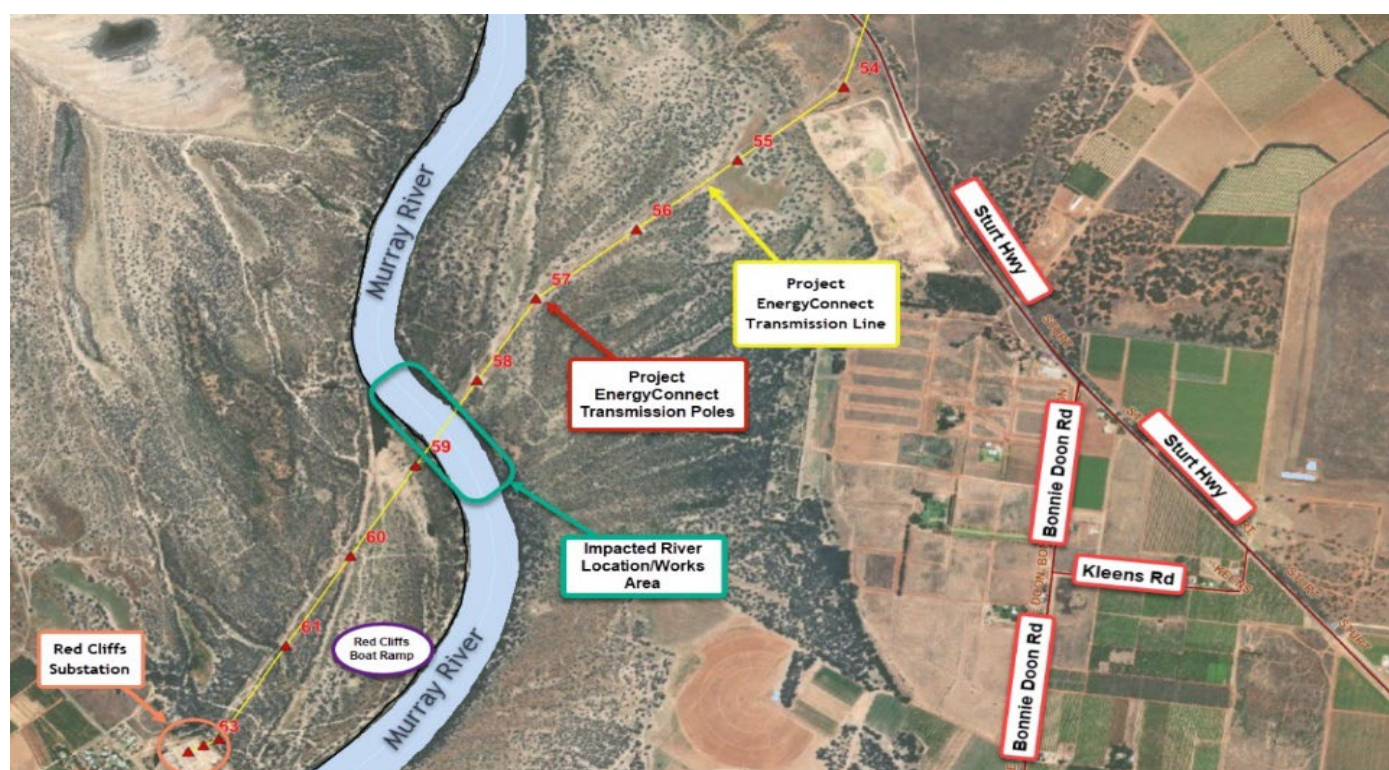 54
55
56
57
58
59
60
61
63
Murray River
Murray River
Sturt Hwy
STURT
Project
EnergyConnect
Transmission Line
Project
EnergyConnect
Transmission Poles
Impacted River
Location/Works
Area
Bonnie Doon Rd
Sturt Hwy
Kleens Rd
STURT
Bonnie Doon Rd
Red Cliffs
Boat Ramp
Red Cliffs
Substation